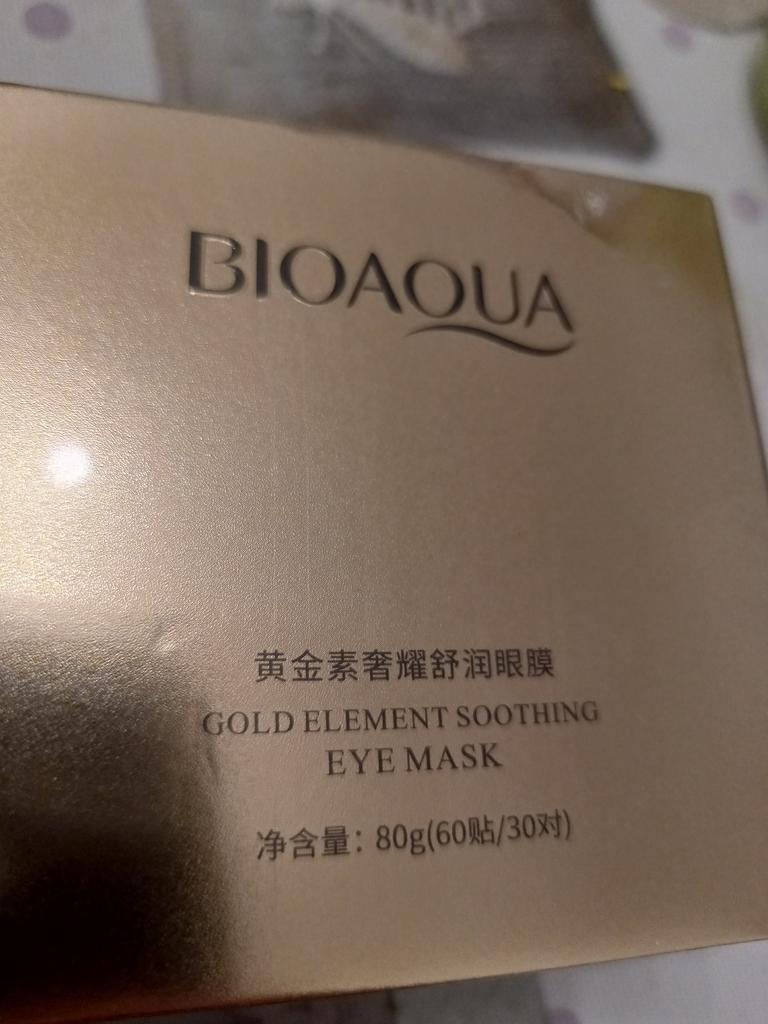 BIOAQUA
黄金素奢耀舒润眼膜
GOLD ELEMENT SOOTHING
EYE MASK
净含量：80g(60贴/30对)